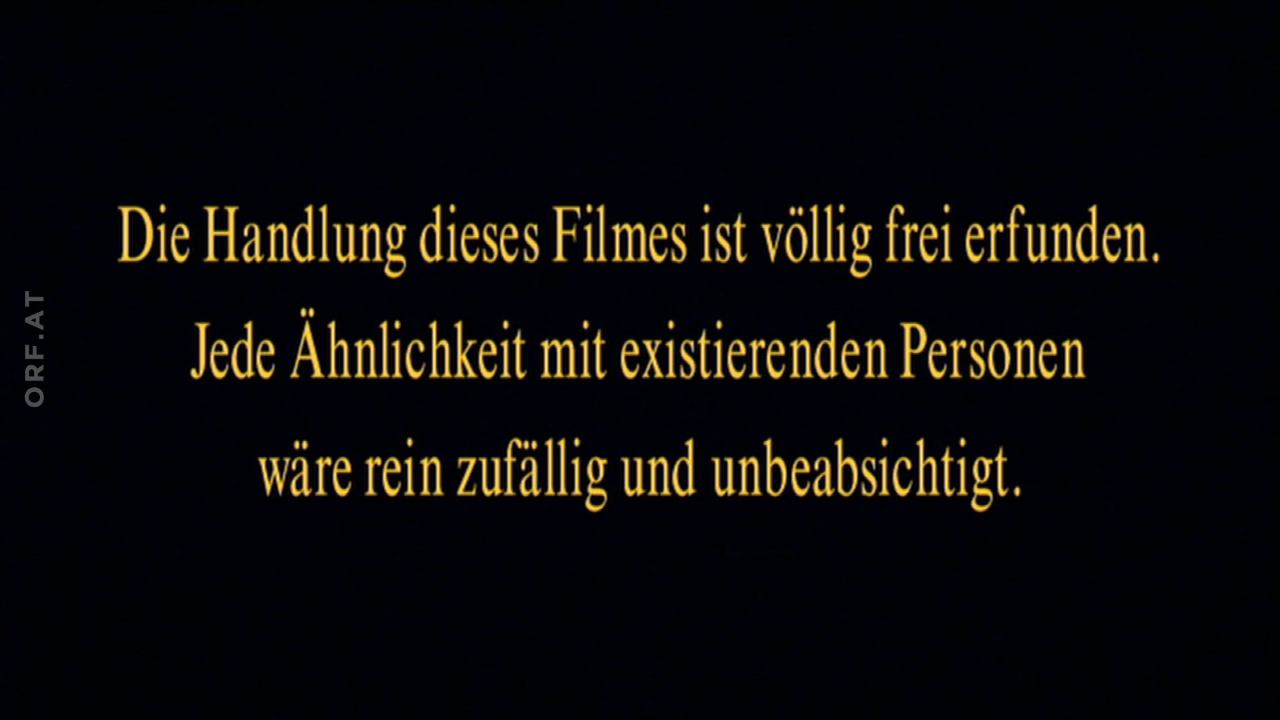 Die Handlung dieses Filmes ist völlig frei erfunden.
Jede Ähnlichkeit mit existierenden Personen
wäre rein zufällig und unbeabsichtigt.
ORF.AT